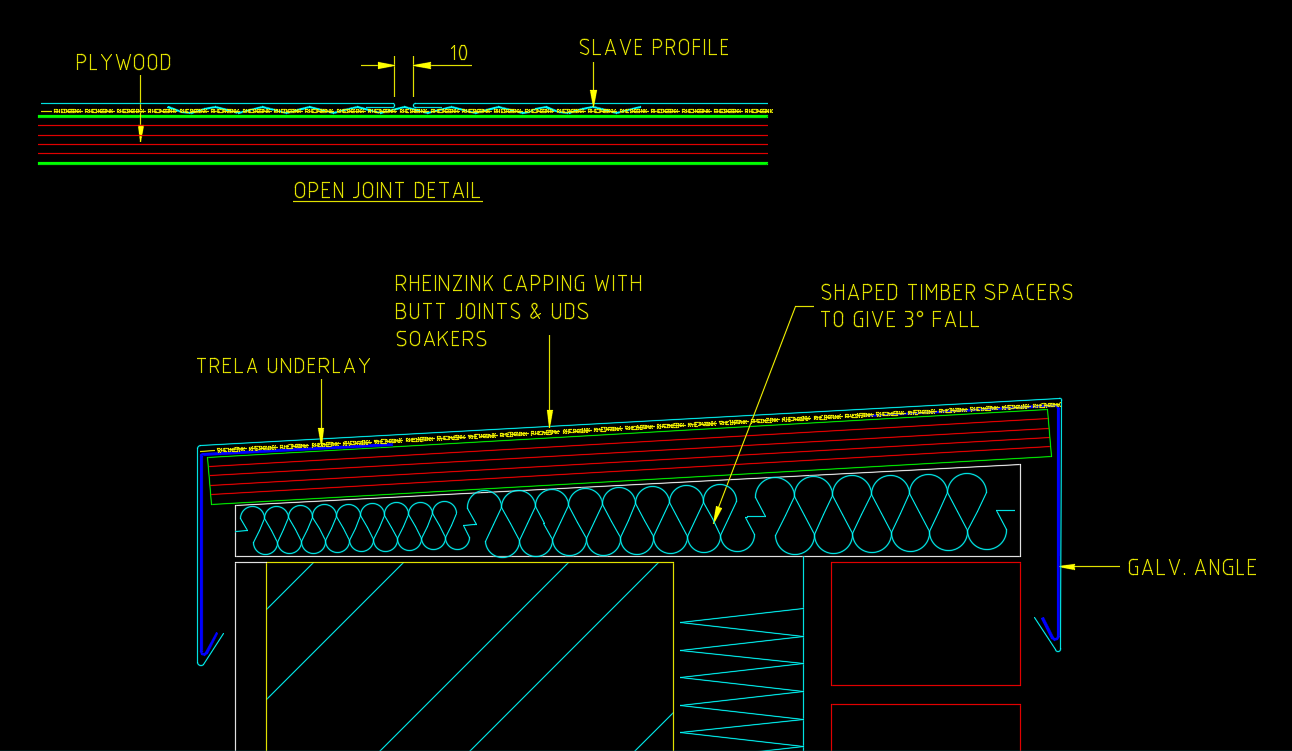 PLYWOOD
10
SLAVE PROFILE
OPEN JOINT DETAIL
RHEINZINK CAPPING WITH
BUTT JOINTS & UDS
SOAKERS
SHAPED TIMBER SPACERS
TO GIVE 3° FALL
TRELA UNDERLAY
GALV. ANGLE